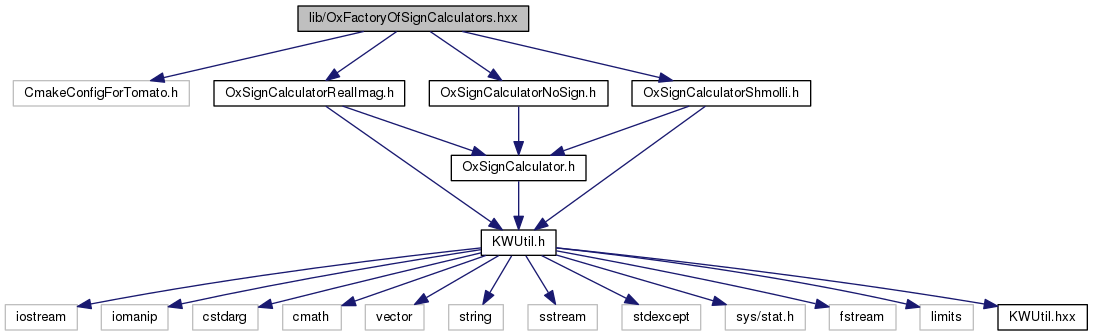 lib/OxFactoryOfSignCalculators.hxx
CmakeConfigForTomato.h
OxSignCalculatorRealImag.h
OxSignCalculatorNoSign.h
OxSignCalculatorShmolli.h
OxSignCalculator.h
KWUtil.h
iostream
iomanip
cstdarg
cmath
vector
string
sstream
stdexcept
sys/stat.h
fstream
limits
KWUtil.hxx